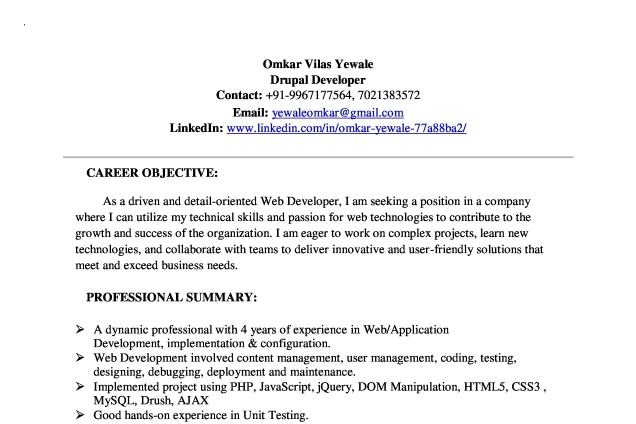 Omkar Vilas Yewale
Drupal Developer
Contact: +91-9967177564, 7021383572
Email: yewaleomkar@gmail.com
LinkedIn: www.linkedin.com/in/omkar-yewale-77a88ba2/
CAREER OBJECTIVE:
As a driven and detail-oriented Web Developer, I am seeking a position in a company
where I can utilize my technical skills and passion for web technologies to contribute to the
growth and success of the organization. I am eager to work on complex projects, learn new
technologies, and collaborate with teams to deliver innovative and user-friendly solutions that
meet and exceed business needs.
PROFESSIONAL SUMMARY:
➢ A dynamic professional with 4 years of experience in Web/Application
Development, implementation & configuration.
➢ Web Development involved content management, user management, coding, testing,
designing, debugging, deployment and maintenance.
➢ Implemented project using PHP, JavaScript, jQuery, DOM Manipulation, HTML5, CSS3 ,
MySQL, Drush, AJAX
➢ Good hands-on experience in Unit Testing.